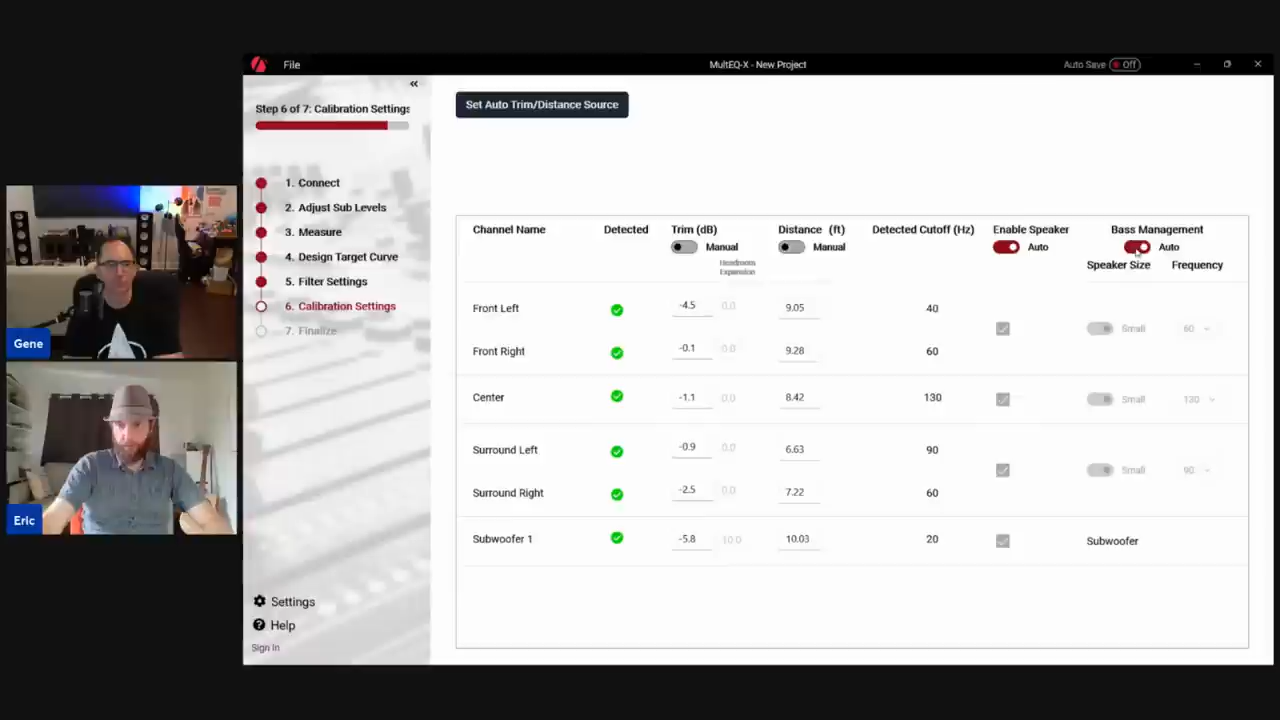 File
MultEQ-X - New Project
Auto Save Off
Step 6 of 7: Calibration Settings
1. Connect
2. Adjust Sub Levels
3. Measure
4. Design Target Curve
5. Filter Settings
6. Calibration Settings
7. Finalize
Settings
Help
Sign In
Gene
Eric
Set Auto Trim/Distance Source
Channel Name Detected Trim (dB) Distance (ft) Detected Cutoff (Hz) Enable Speaker Bass Management
Manual Manual Auto Auto
Headroom
Expansion
Speaker Size Frequency
Front Left -4.5 0.0 9.05 40
Small 60
Front Right -0.1 0.0 9.28 60
Center -1.1 0.0 8.42 130 Small 130
Surround Left -0.9 0.0 6.63 90
Small 90
Surround Right -2.5 0.0 7.22 60
Subwoofer 1 -5.8 10.0 10.03 20 Subwoofer